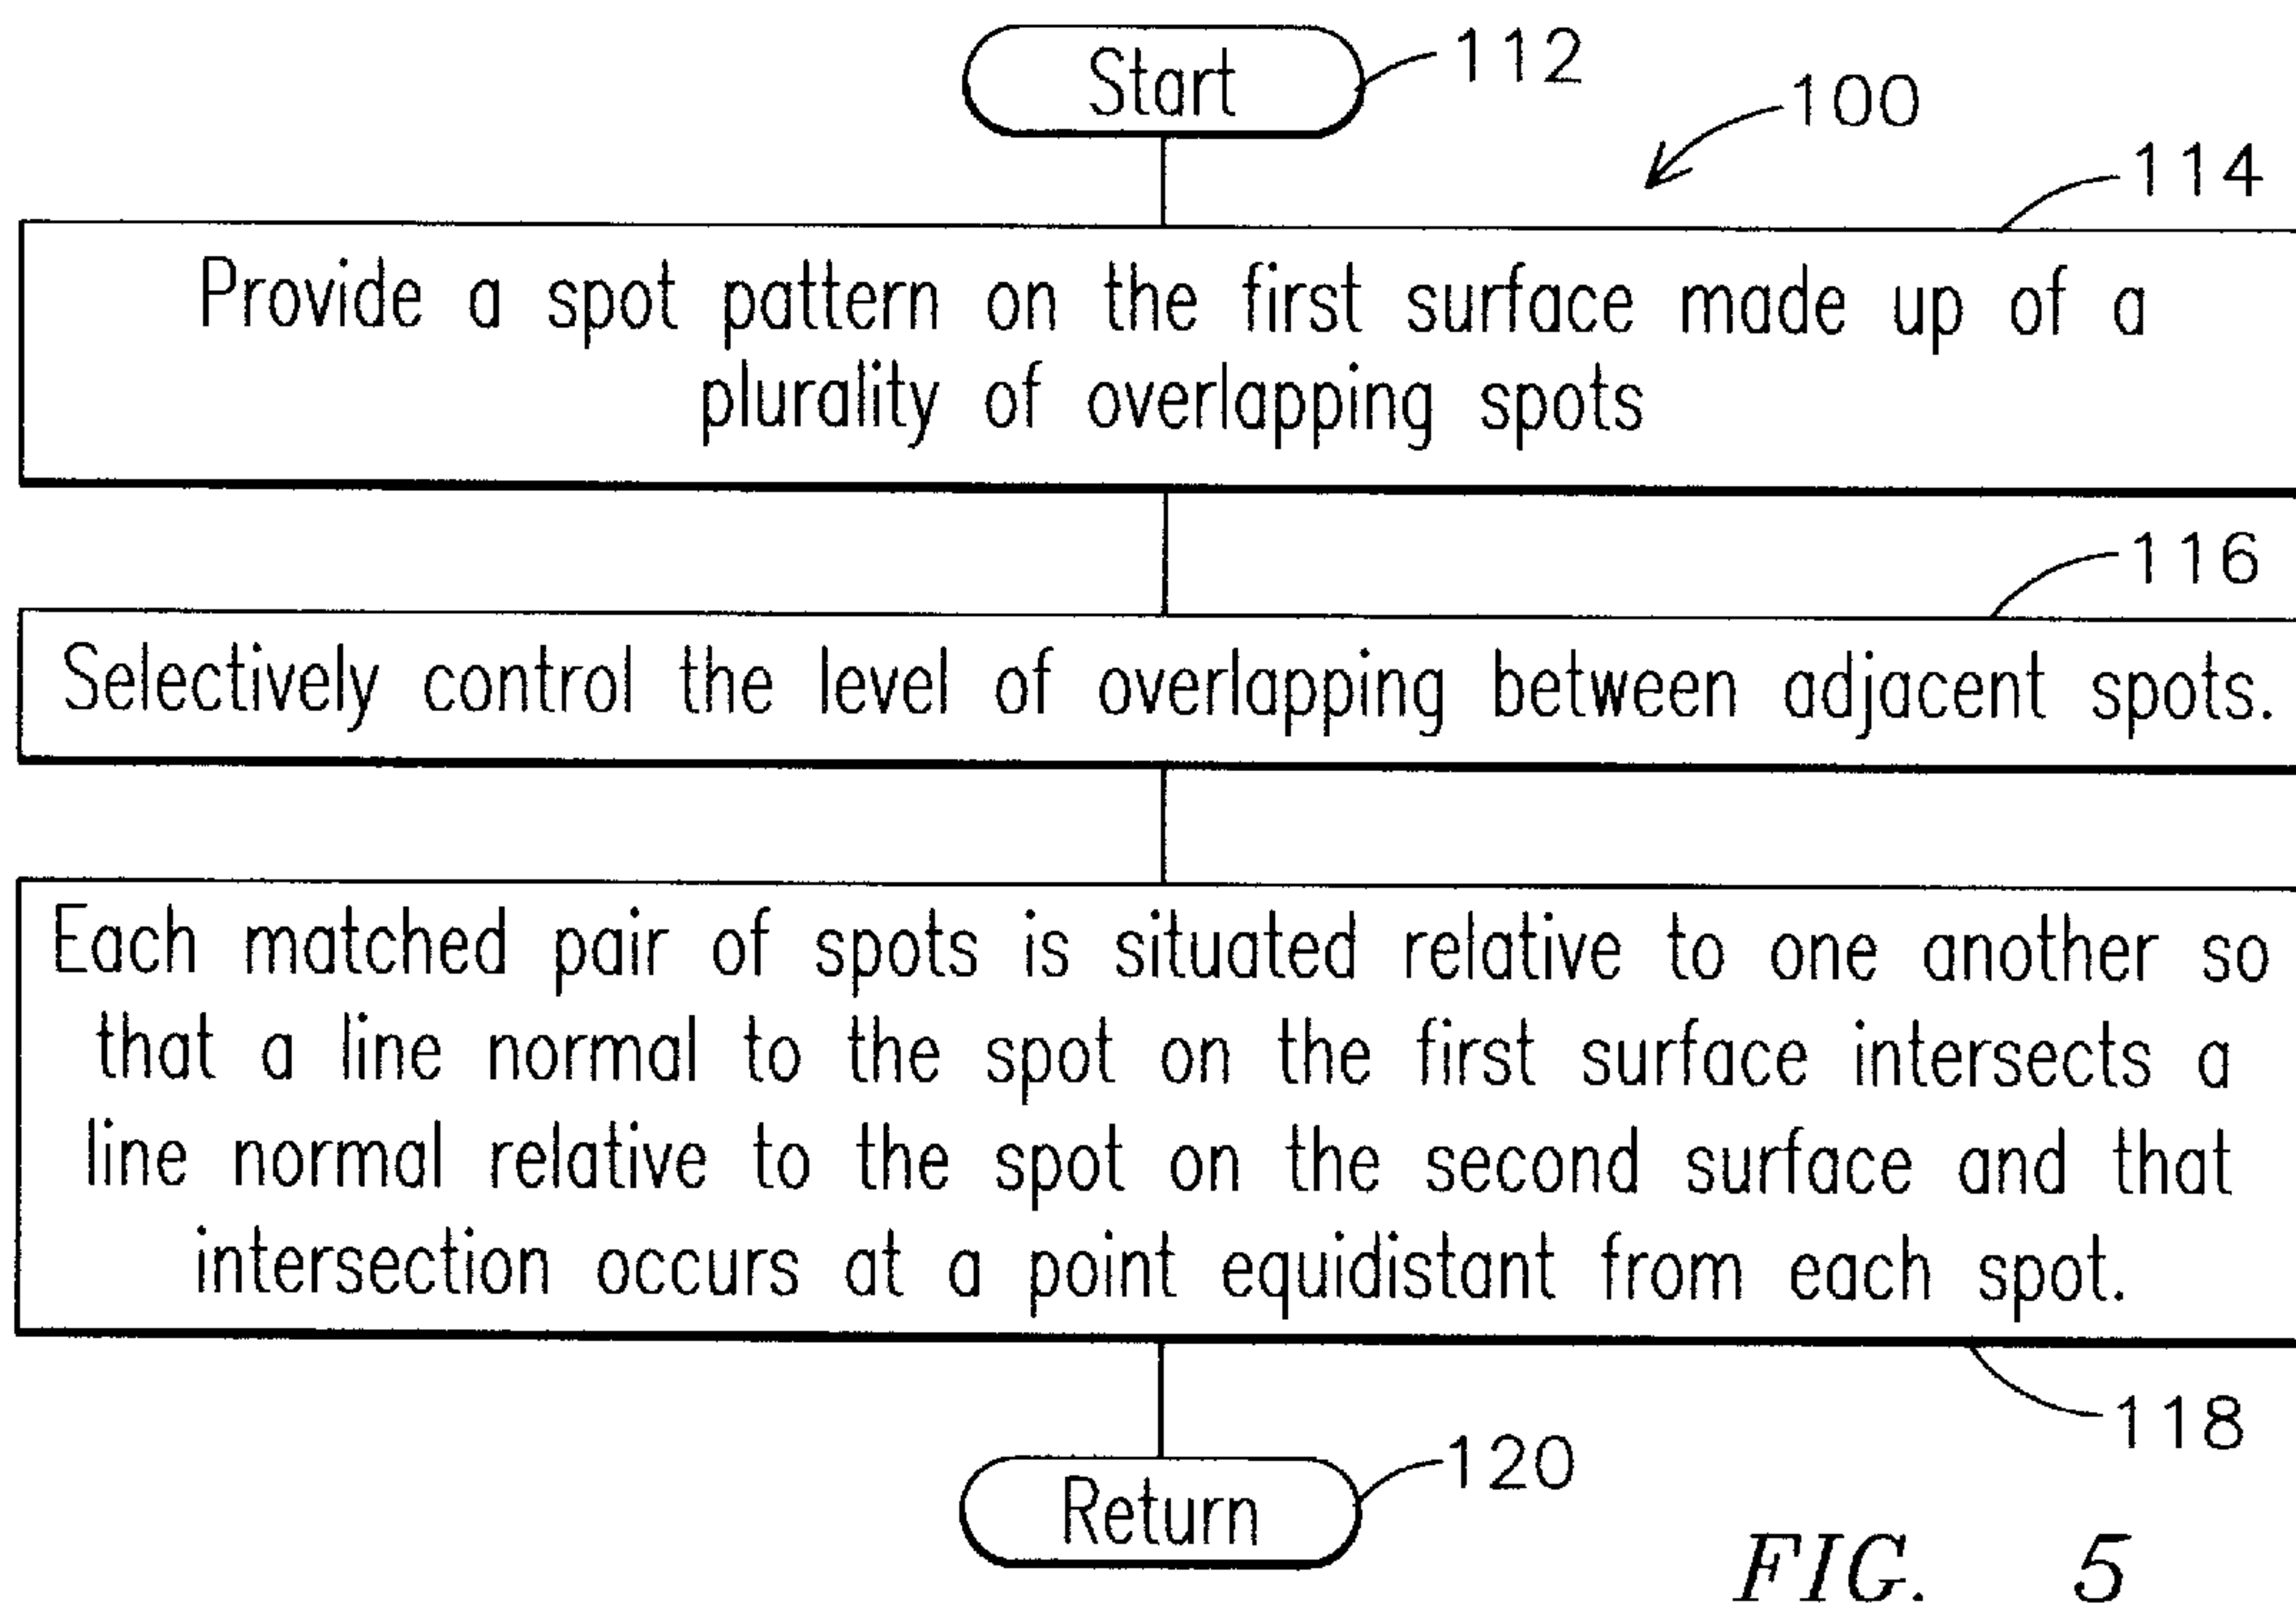 Start
112
100
114
Provide a spot pattern on the first surface made up of a
plurality of overlapping spots
116
Selectively control the level of overlapping between adjacent spots.
Each matched pair of spots is situated relative to one another so
that a line normal to the spot on the first surface intersects a
line normal relative to the spot on the second surface and that
intersection occurs at a point equidistant from each spot.
118
Return
120
FIG. 5